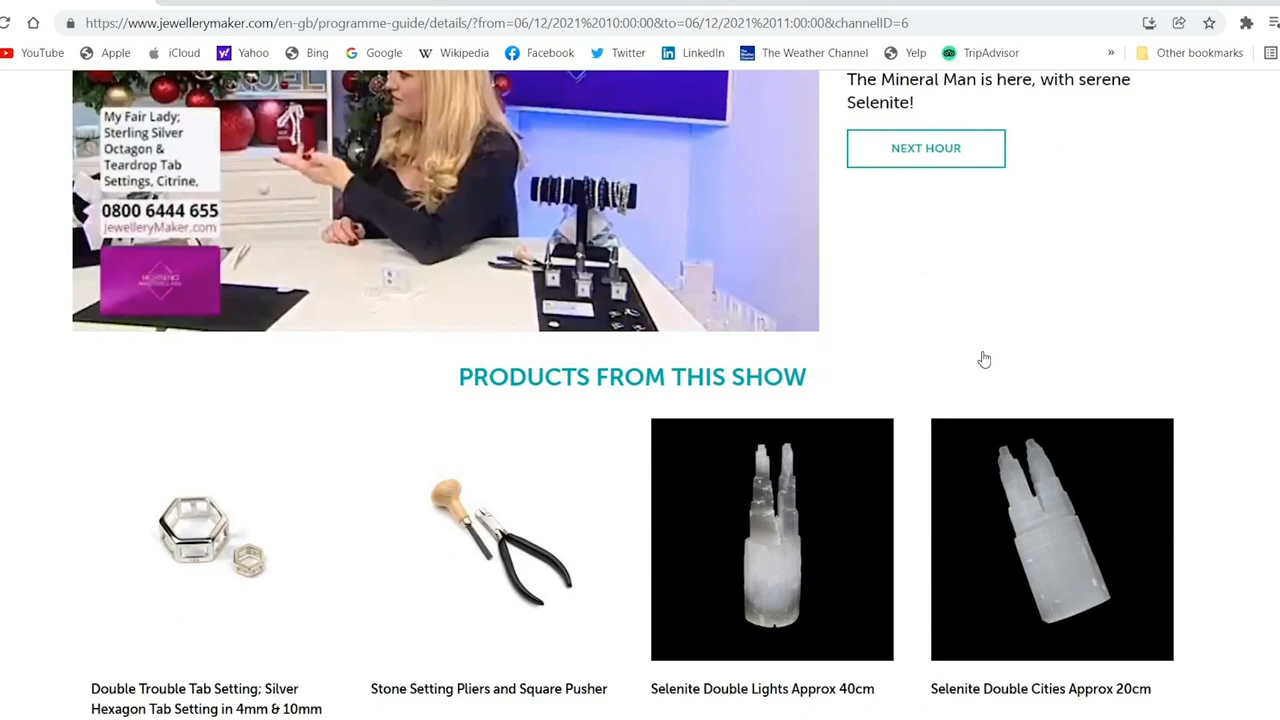 https://www.jewellerymaker.com/en-gb/programme-guide/details/?from=06/12/2021%2010:00:00&to=06/12/2021%2011:00:00&channelID=6
YouTube Apple iCloud Yahoo Bing Google Wikipedia Facebook Twitter LinkedIn The Weather Channel Yelp TripAdvisor » Other bookmarks
My Fair Lady;
Sterling Silver
Octagon &
Teardrop Tab
Settings, Citrine,
0800 6444 655
JewelleryMaker.com
The Mineral Man is here, with serene
Selenite!
NEXT HOUR
PRODUCTS FROM THIS SHOW
Double Trouble Tab Setting; Silver
Hexagon Tab Setting in 4mm & 10mm
Stone Setting Pliers and Square Pusher
Selenite Double Lights Approx 40cm
Selenite Double Cities Approx 20cm